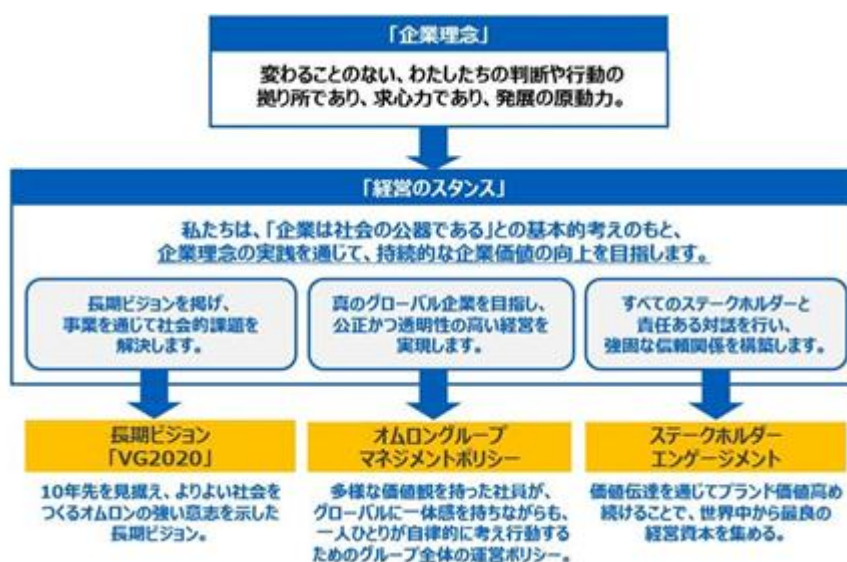 「企業理念」
変わることのない、わたしたちの判断や行動の
拠り所であり、求心力であり、発展の原動力。
「経営のスタンス」
私たちは、「企業は社会の公器である」との基本的考えのもと、
企業理念の実践を通じて、持続的な企業価値の向上を目指します。
長期ビジョンを掲げ、
事業を通じて社会的課題を
解決します。
真のグローバル企業を目指し、
公正かつ透明性の高い経営を
実現します。
すべてのステークホルダーと
責任ある対話を行い、
強固な信頼関係を構築します。
長期ビジョン
「VG2020」
オムロングループ
マネジメントポリシー
ステークホルダー
エンゲージメント
10年先を見据え、よりよい社会を
つくるオムロンの強い意志を示した
長期ビジョン。
多様な価値観を持った社員が、
グローバルに一体感を持ちながらも、
一人ひとりが自律的に考え行動する
ためのグループ全体の運営ポリシー。
価値伝達を通じてブランド価値高め
続けることで、世界中から最良の
経営資本を集める。